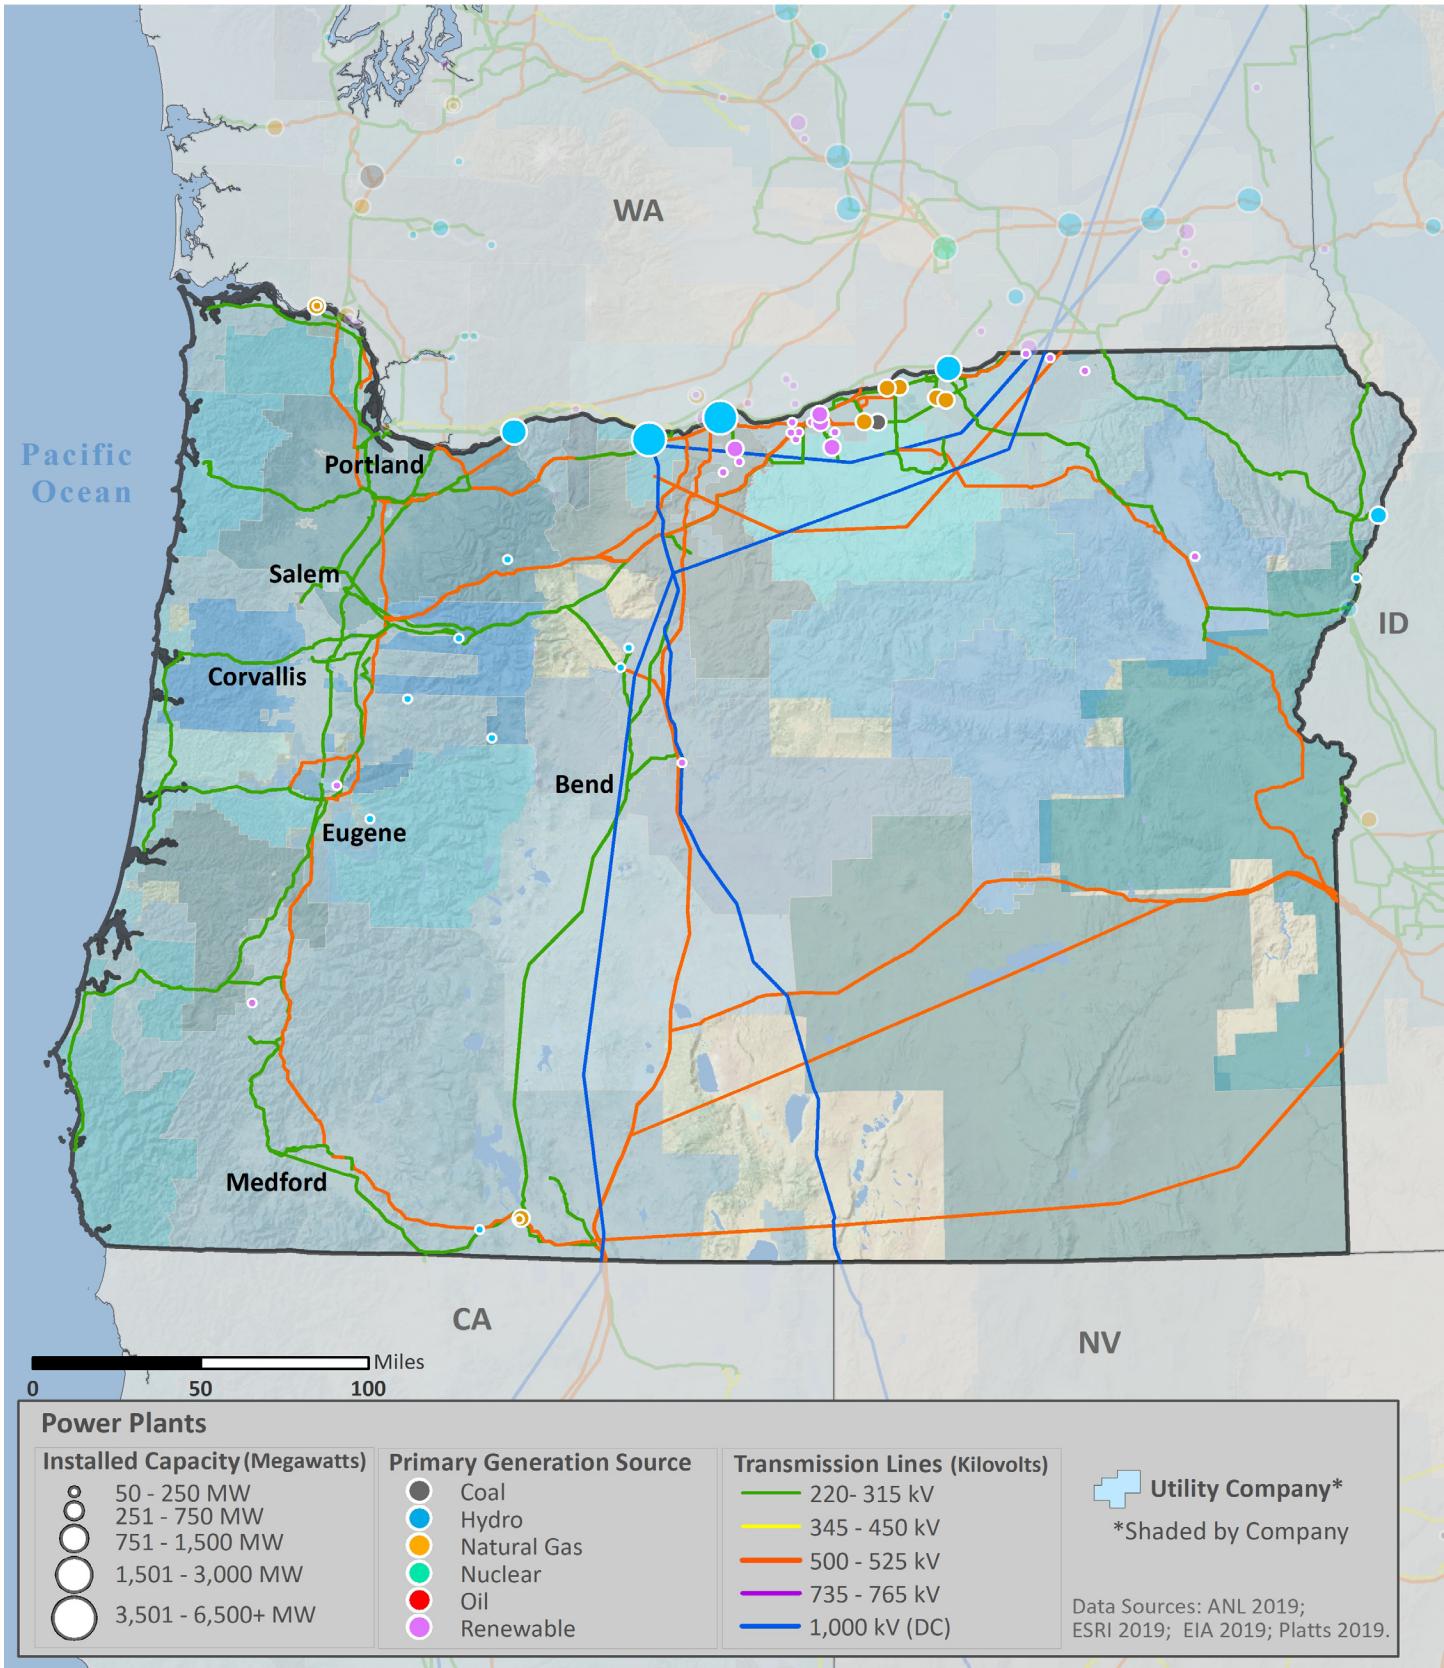 WA
Pacific
Ocean
Portland
Salem
ID
Corvallis
Bend
Eugene
Medford
CA
NV
Miles
0 50 100
Power Plants
Installed Capacity (Megawatts)
50 - 250 MW
251 - 750 MW
751 - 1,500 MW
1,501 - 3,000 MW
3,501 - 6,500+ MW
Primary Generation Source
Coal
Hydro
Natural Gas
Nuclear
Oil
Renewable
Transmission Lines (Kilovolts)
220- 315 kV
345 - 450 kV
500 - 525 kV
735 - 765 kV
1,000 kV (DC)
Utility Company*
*Shaded by Company
Data Sources: ANL 2019;
ESRI 2019; EIA 2019; Platts 2019.